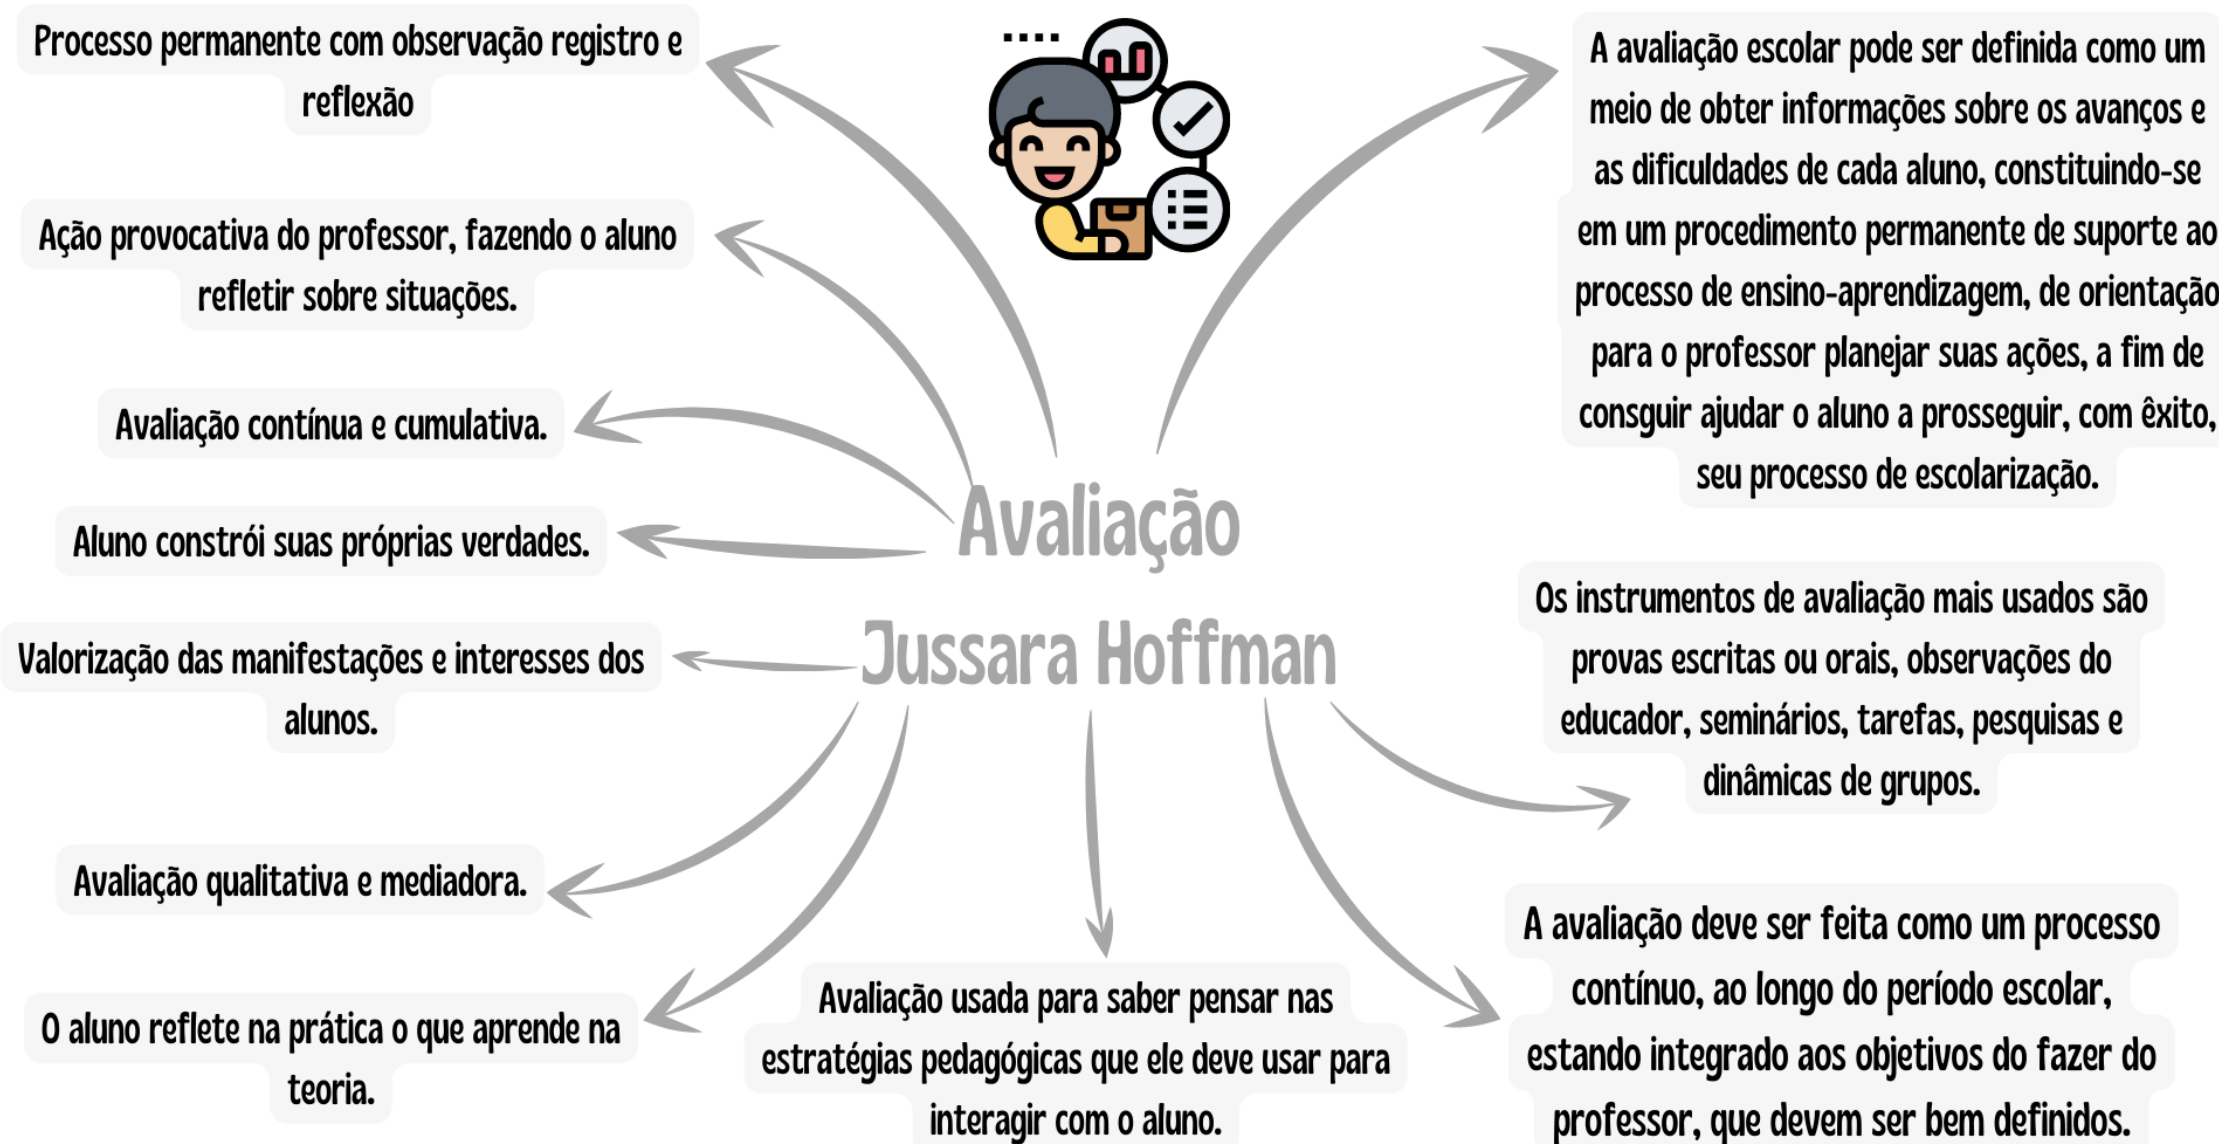 Processo permanente com observação registro e
reflexão
Ação provocativa do professor, fazendo o aluno
refletir sobre situações.
Avaliação contínua e cumulativa.
Aluno constrói suas próprias verdades.
Valorização das manifestações e interesses dos
alunos.
Avaliação qualitativa e mediadora.
O aluno reflete na prática o que aprende na
teoria.
Avaliação
Jussara Hoffman
Avaliação usada para saber pensar nas
estratégias pedagógicas que ele deve usar para
interagir com o aluno.
A avaliação escolar pode ser definida como um
meio de obter informações sobre os avanços e
as dificuldades de cada aluno, constituindo-se
em um procedimento permanente de suporte ao
processo de ensino-aprendizagem, de orientação
para o professor planejar suas ações, a fim de
consguir ajudar o aluno a prosseguir, com êxito,
seu processo de escolarização.
Os instrumentos de avaliação mais usados são
provas escritas ou orais, observações do
educador, seminários, tarefas, pesquisas e
dinâmicas de grupos.
A avaliação deve ser feita como um processo
contínuo, ao longo do período escolar,
estando integrado aos objetivos do fazer do
professor, que devem ser bem definidos.